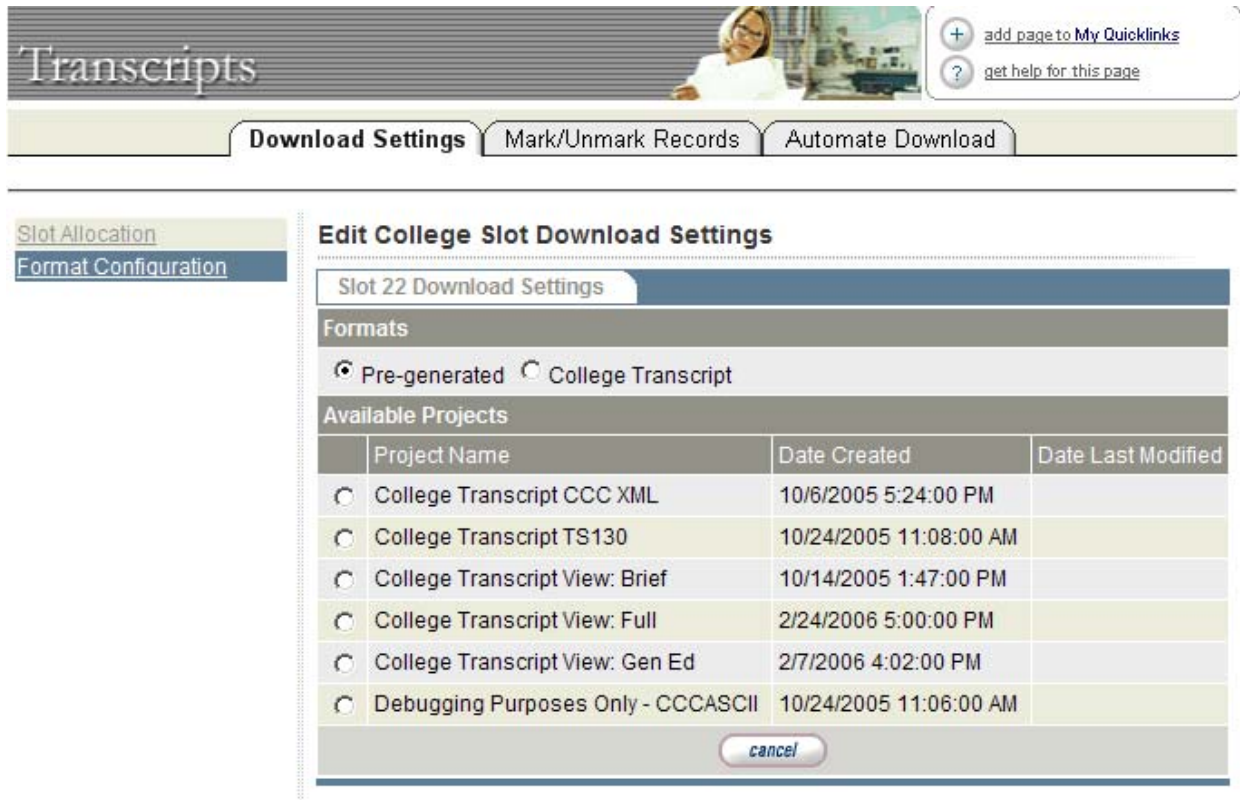 Transcripts
add page to My Quicklinks
get help for this page
Download Settings Mark/Unmark Records Automate Download
Slot Allocation
Format Configuration
Edit College Slot Download Settings
Slot 22 Download Settings
Formats
Pre-generated College Transcript
Available Projects
Project Name Date Created Date Last Modified
College Transcript CCC XML 10/6/2005 5:24:00 PM
College Transcript TS130 10/24/2005 11:08:00 AM
College Transcript View: Brief 10/14/2005 1:47:00 PM
College Transcript View: Full 2/24/2006 5:00:00 PM
College Transcript View: Gen Ed 2/7/2006 4:02:00 PM
Debugging Purposes Only - CCCASCII 10/24/2005 11:06:00 AM
cancel